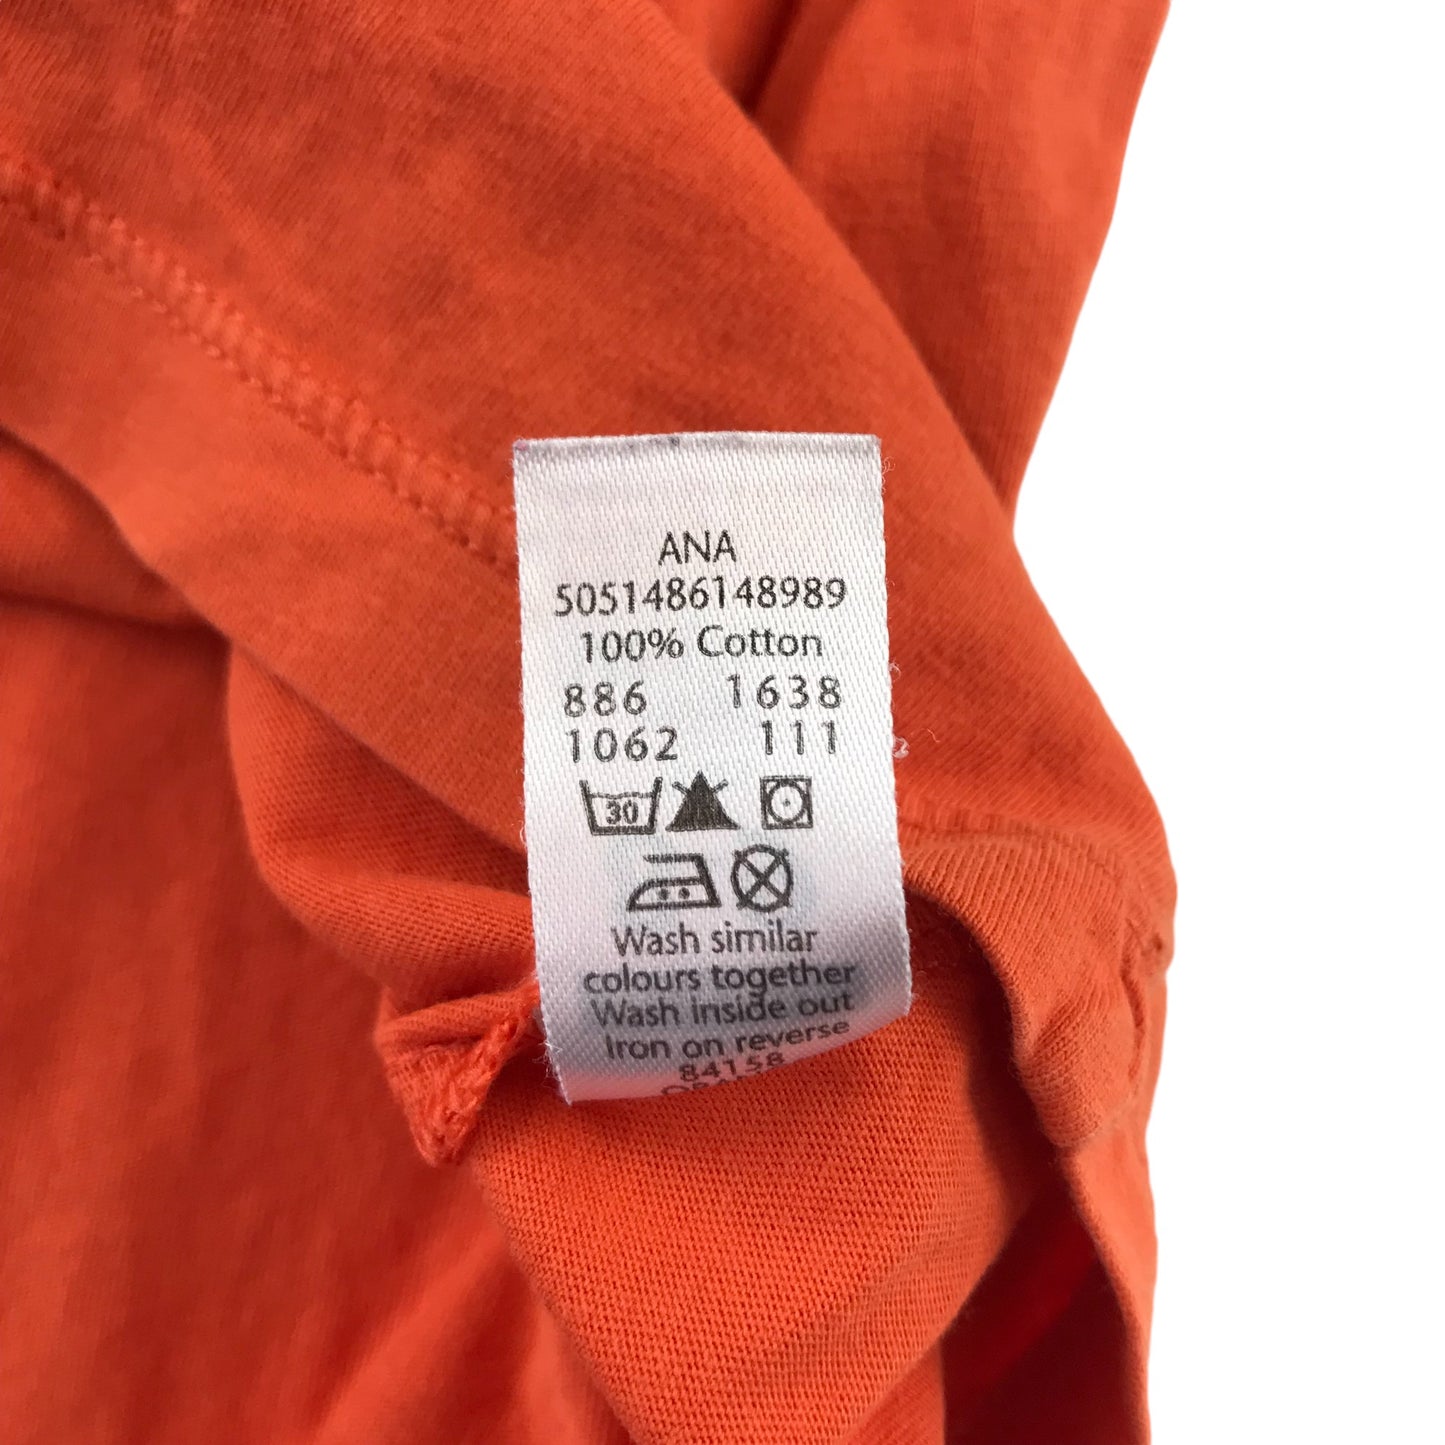 ANA
5051486148989
100% Cotton
886 1638
1062 111
30
Wash similar
colours together
Wash inside out
Iron on reverse
84158